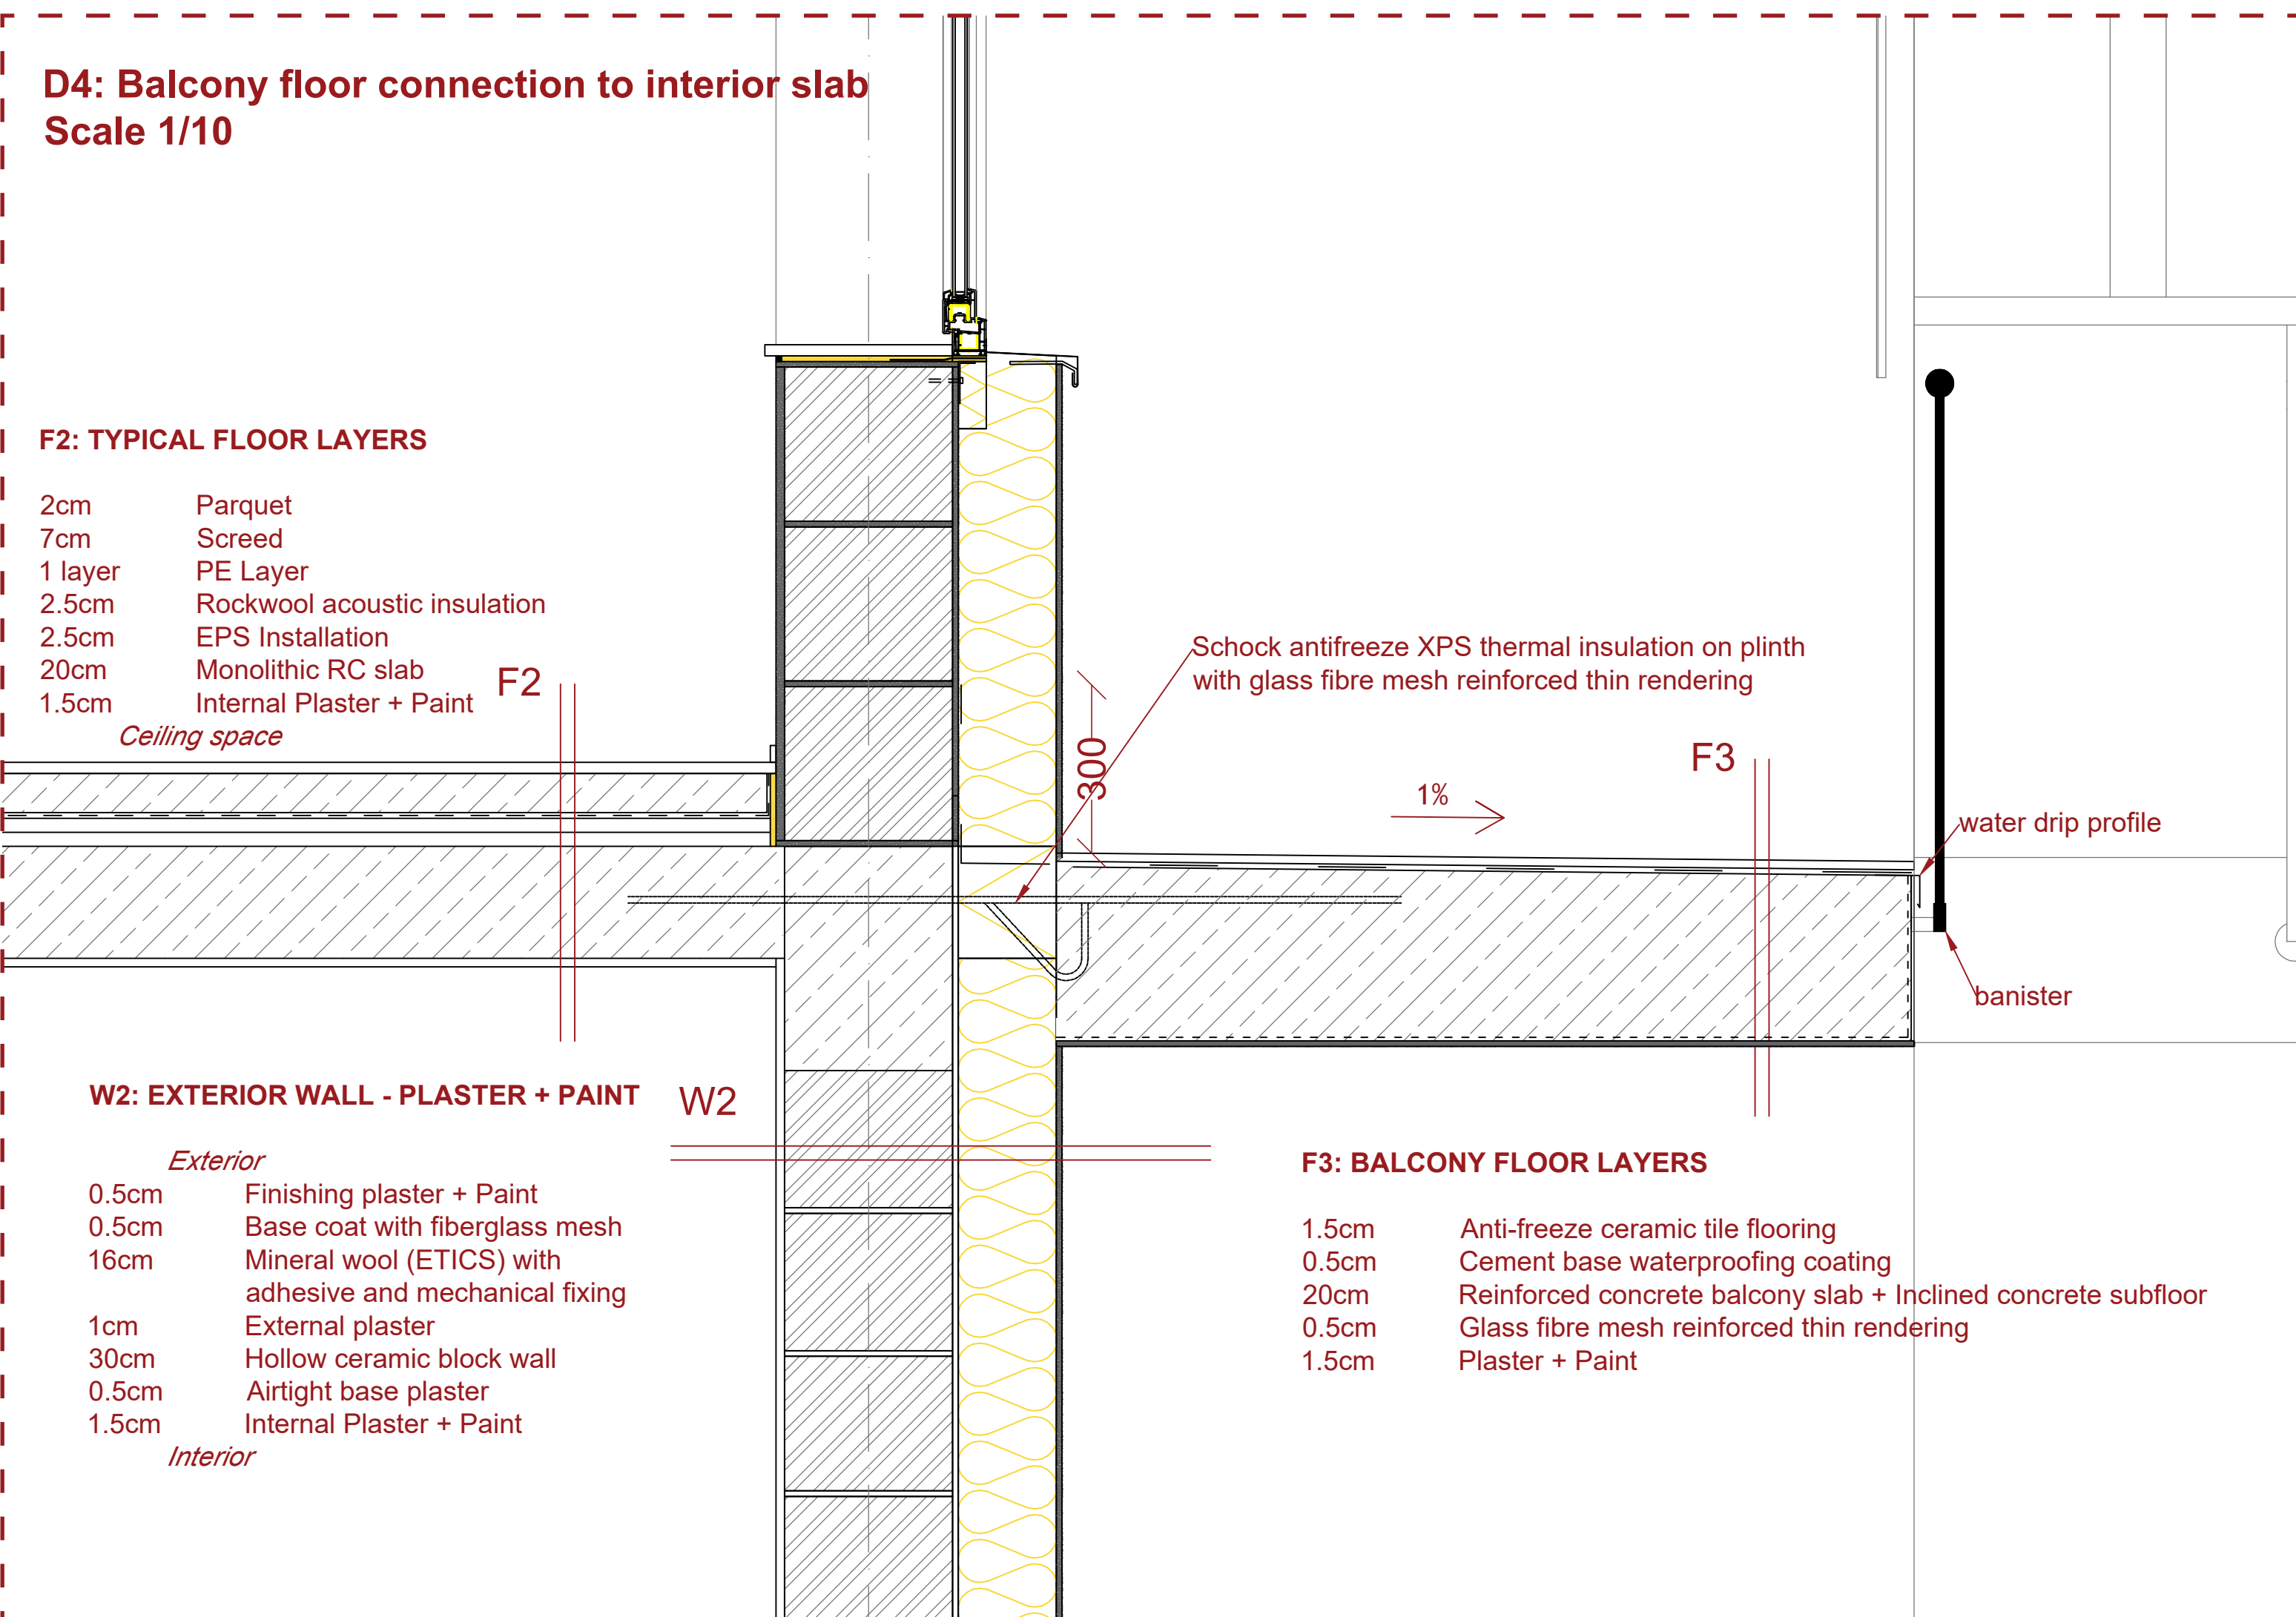 D4: Balcony floor connection to interior slab
Scale 1/10
F2: TYPICAL FLOOR LAYERS
2cm Parquet
7cm Screed
1 layer PE Layer
2.5cm Rockwool acoustic insulation
2.5cm EPS Installation
20cm Monolithic RC slab
1.5cm Internal Plaster + Paint
Ceiling space
F2
Schock antifreeze XPS thermal insulation on plinth
with glass fibre mesh reinforced thin rendering
300
1%
F3
water drip profile
banister
W2: EXTERIOR WALL - PLASTER + PAINT
W2
Exterior
0.5cm Finishing plaster + Paint
0.5cm Base coat with fiberglass mesh
16cm Mineral wool (ETICS) with
adhesive and mechanical fixing
1cm External plaster
30cm Hollow ceramic block wall
0.5cm Airtight base plaster
1.5cm Internal Plaster + Paint
Interior
F3: BALCONY FLOOR LAYERS
1.5cm Anti-freeze ceramic tile flooring
0.5cm Cement base waterproofing coating
20cm Reinforced concrete balcony slab + Inclined concrete subfloor
0.5cm Glass fibre mesh reinforced thin rendering
1.5cm Plaster + Paint